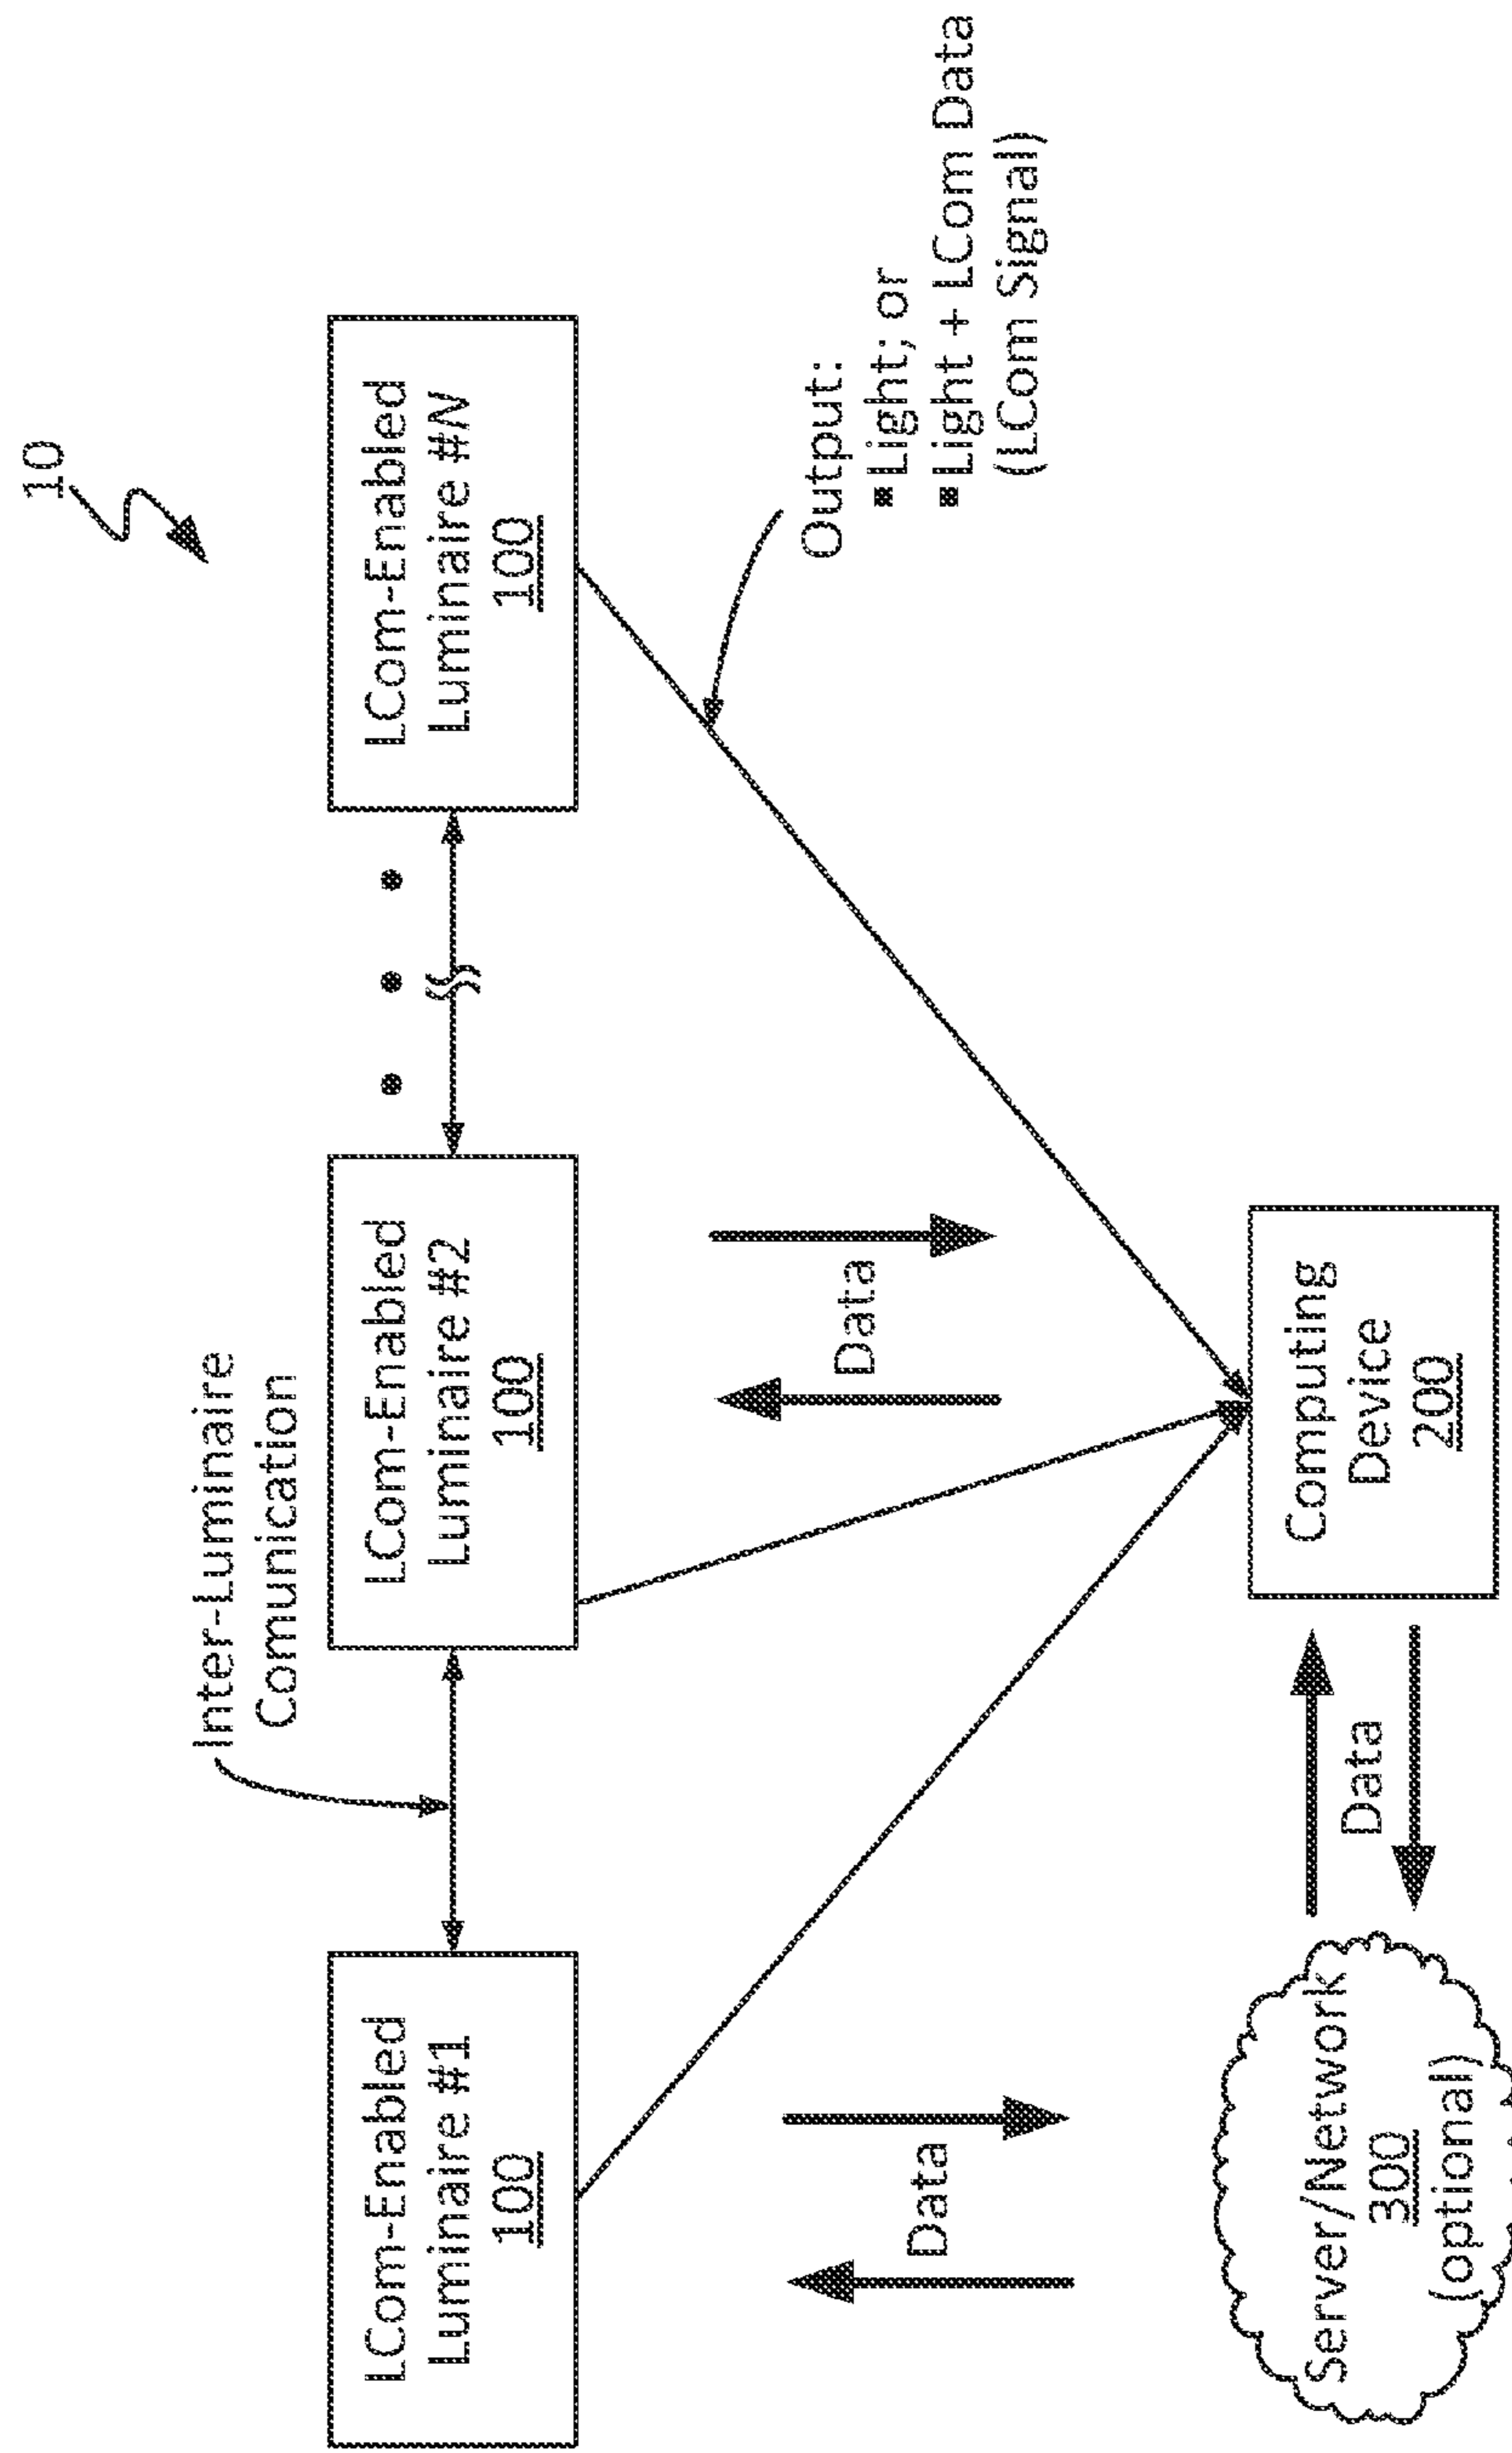 10
Inter-Luminaire
Comunication
LCom-Enabled
Luminaire #1
100
LCom-Enabled
Luminaire #2
100
LCom-Enabled
Luminaire #N
100
Output:
▪ Light; or
▪ Light + LCom Data
(LCom Signal)
Data
Data
Server/Network
300
(optional)
Data
Computing
Device
200